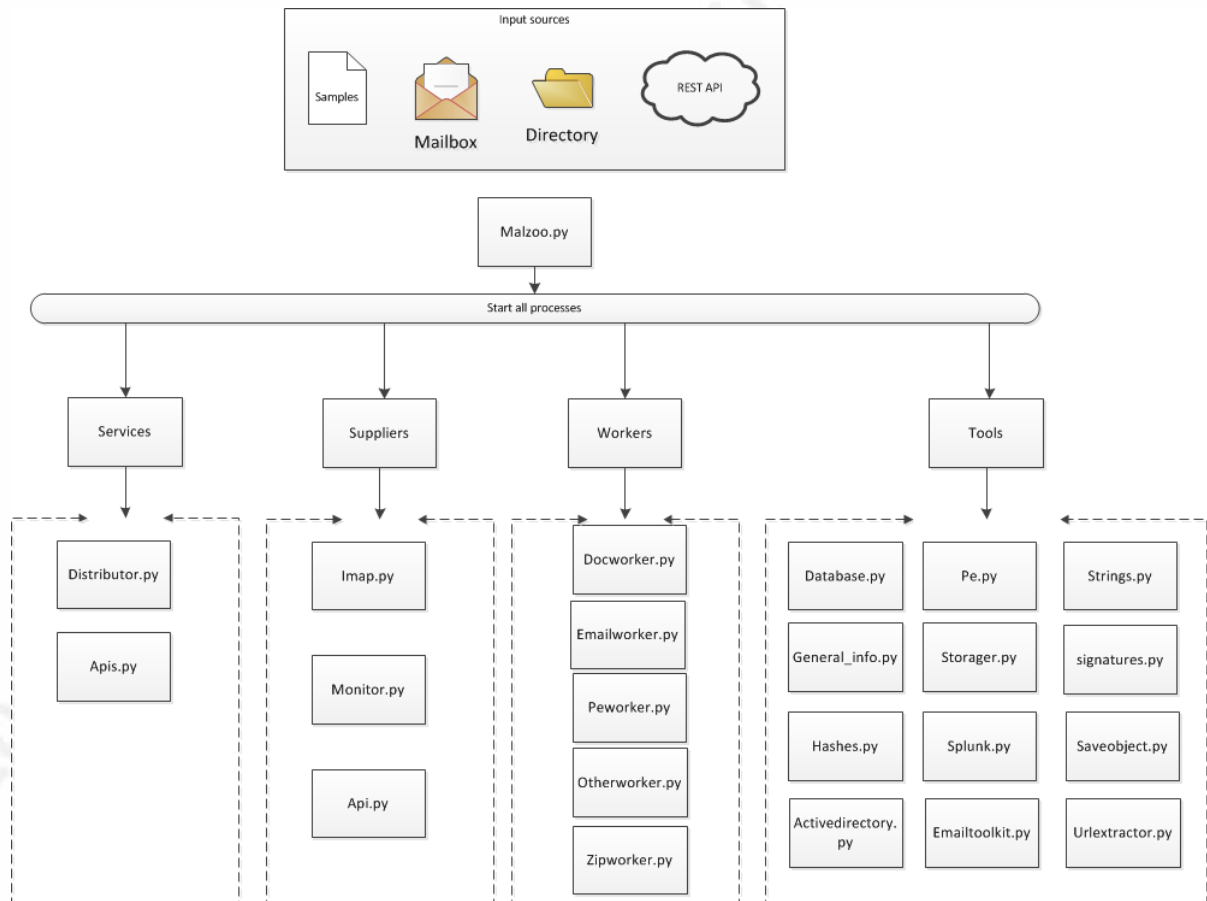 Input sources
Samples
Mailbox
Directory
REST API
Malzoo.py
Start all processes
Services
Suppliers
Workers
Tools
Distributor.py
Apis.py
Imap.py
Monitor.py
Api.py
Docworker.py
Emailworker.py
Peworker.py
Otherworker.py
Zipworker.py
Database.py
Pe.py
Strings.py
General_info.py
Storager.py
signatures.py
Hashes.py
Splunk.py
Saveobject.py
Activedirectory.
py
Emailtoolkit.py
Urlextractor.py